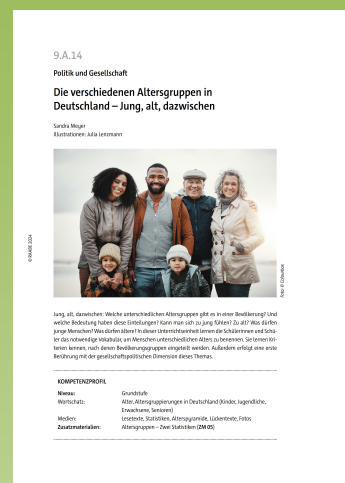 9.A.14
Politik und Gesellschaft
Die verschiedenen Altersgruppen in
Deutschland – Jung, alt, dazwischen
Sandra Meyer
Illustrationen: Julia Lenzmann
© RAABE 2024
Jung, alt, dazwischen: Welche unterschiedlichen Altersgruppen gibt es in einer Bevölkerung? Und
welche Bedeutung haben diese Einteilungen? Kann man sich zu jung fühlen? Zu alt? Was dürfen
junge Menschen? Was dürfen ältere? In dieser Unterrichtseinheit lernen die Schülerinnen und Schü-
ler das notwendige Vokabular, um Menschen unterschiedlichen Alters zu benennen. Sie lernen Kri-
terien kennen, nach denen Bevölkerungsgruppen eingeteilt werden. Außerdem erfolgt eine erste
Berührung mit der gesellschaftspolitischen Dimension dieses Themas.
KOMPETENZPROFIL
Niveau: Grundstufe
Wortschatz: Alter, Altersgruppierungen in Deutschland (Kinder, Jugendliche,
Erwachsene, Senioren)
Medien: Lesetexte, Statistiken, Alterspyramide, Lückentexte, Fotos
Zusatzmaterialien: Altersgruppen – Zwei Statistiken (ZM 05)